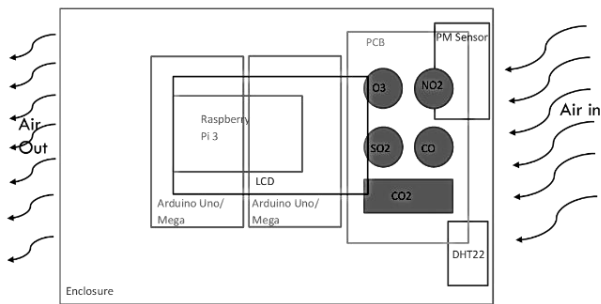 PCB
PM Sensor
O3
NO2
Air in
Raspberry
Pi 3
Air
Out
SO2
CO
LCD
CO2
Arduino Uno/
Mega
Arduino Uno/
Mega
DHT22
Enclosure